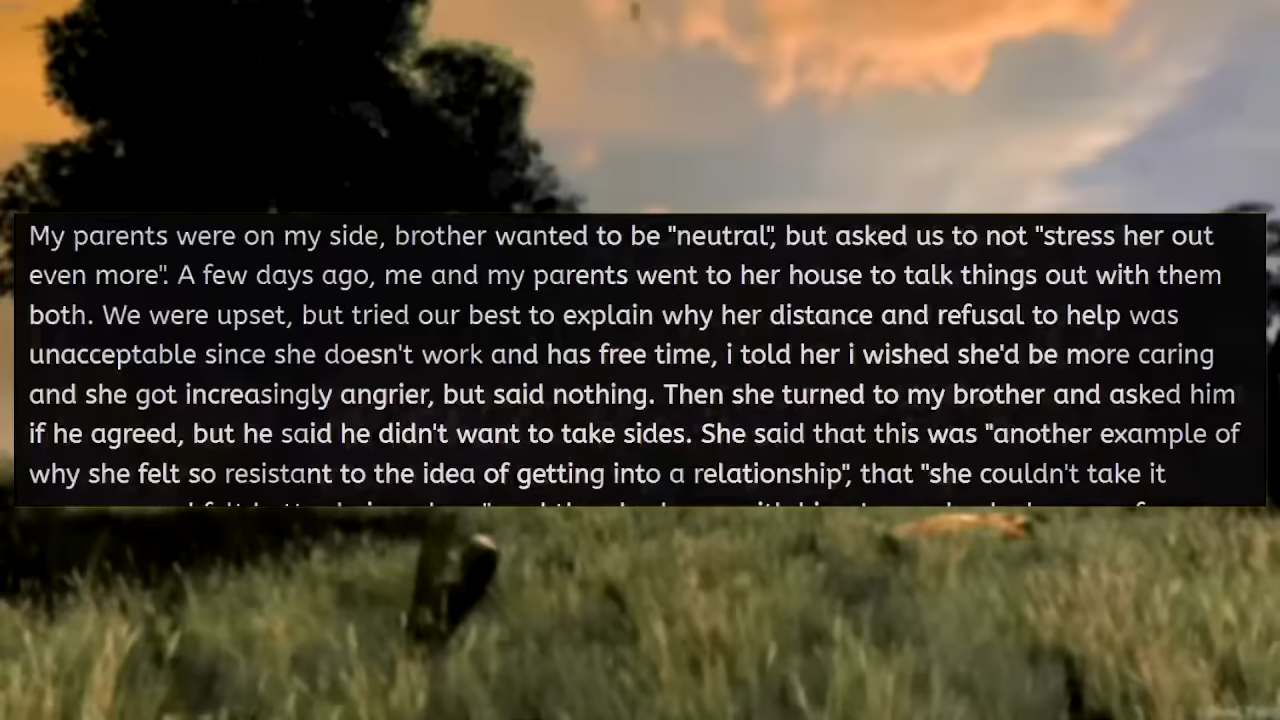 My parents were on my side, brother wanted to be "neutral", but asked us to not "stress her out
even more". A few days ago, me and my parents went to her house to talk things out with them
both. We were upset, but tried our best to explain why her distance and refusal to help was
unacceptable since she doesn't work and has free time, i told her i wished she'd be more caring
and she got increasingly angrier, but said nothing. Then she turned to my brother and asked him
if he agreed, but he said he didn't want to take sides. She said that this was "another example of
why she felt so resistant to the idea of getting into a relationship", that "she couldn't take it